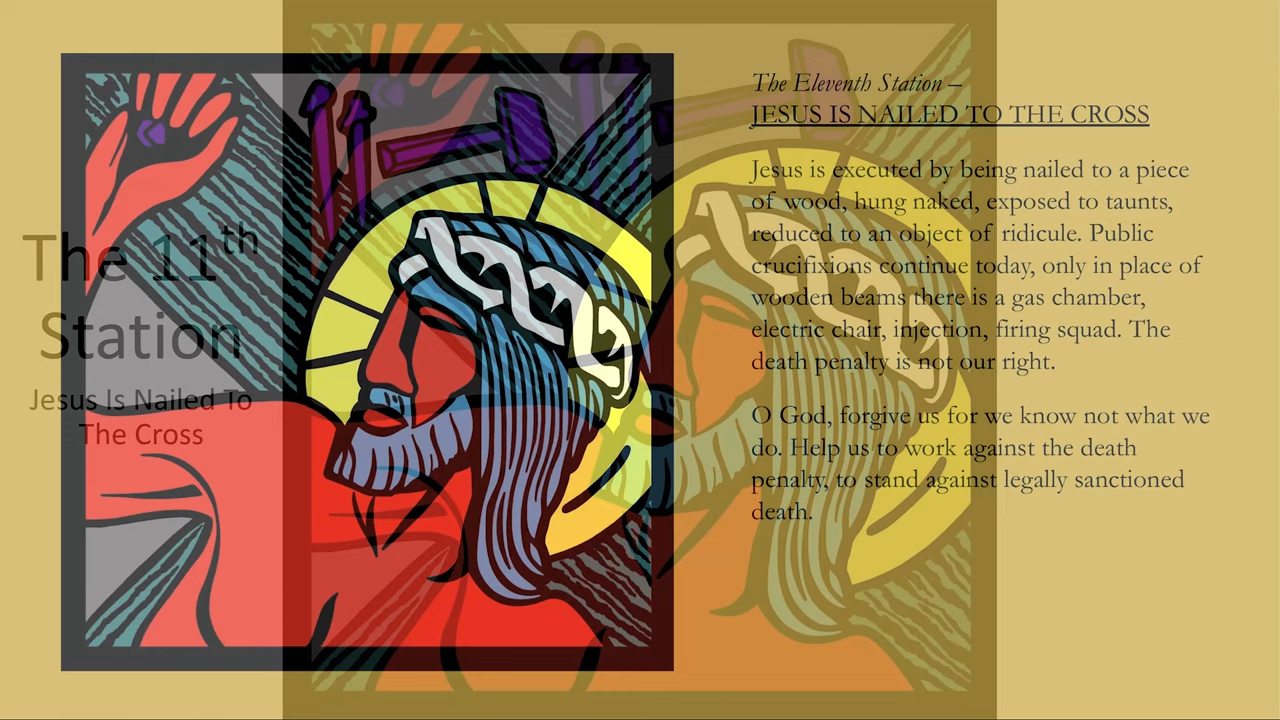 The 11th
Station
Jesus Is Nailed To
The Cross
The Eleventh Station –
JESUS IS NAILED TO THE CROSS
Jesus is executed by being nailed to a piece
of wood, hung naked, exposed to taunts,
reduced to an object of ridicule. Public
crucifixions continue today, only in place of
wooden beams there is a gas chamber,
electric chair, injection, firing squad. The
death penalty is not our right.
O God, forgive us for we know not what we
do. Help us to work against the death
penalty, to stand against legally sanctioned
death.